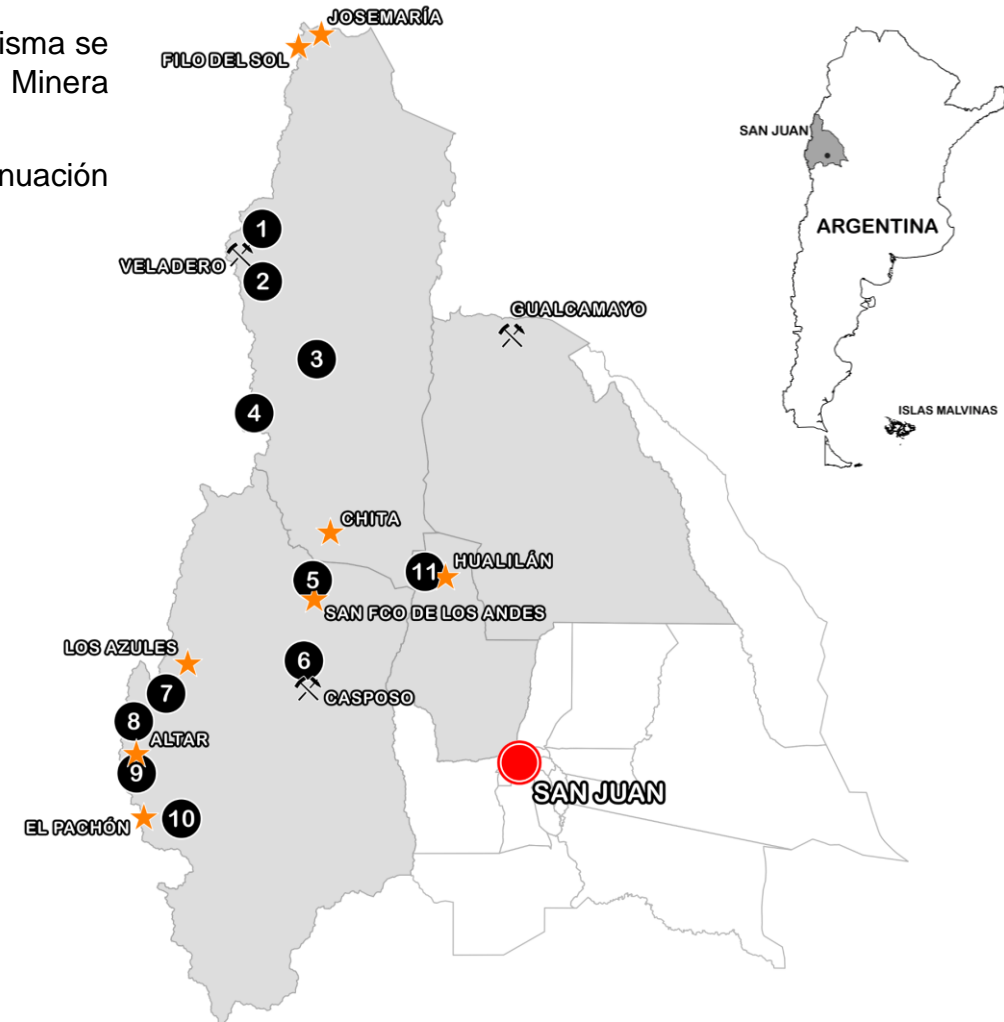 isma se
Minera
nuación
JOSEMARÍA
FILO DEL SOL
1
VELADERO
2
GUALCAMAYO
3
4
CHITA
11
HUALILÁN
5
SAN FCO DE LOS ANDES
LOS AZULES
6
CASPOSO
7
8
ALTAR
9
SAN JUAN
EL PACHÓN
10
SAN JUAN
ARGENTINA
ISLAS MALVINAS